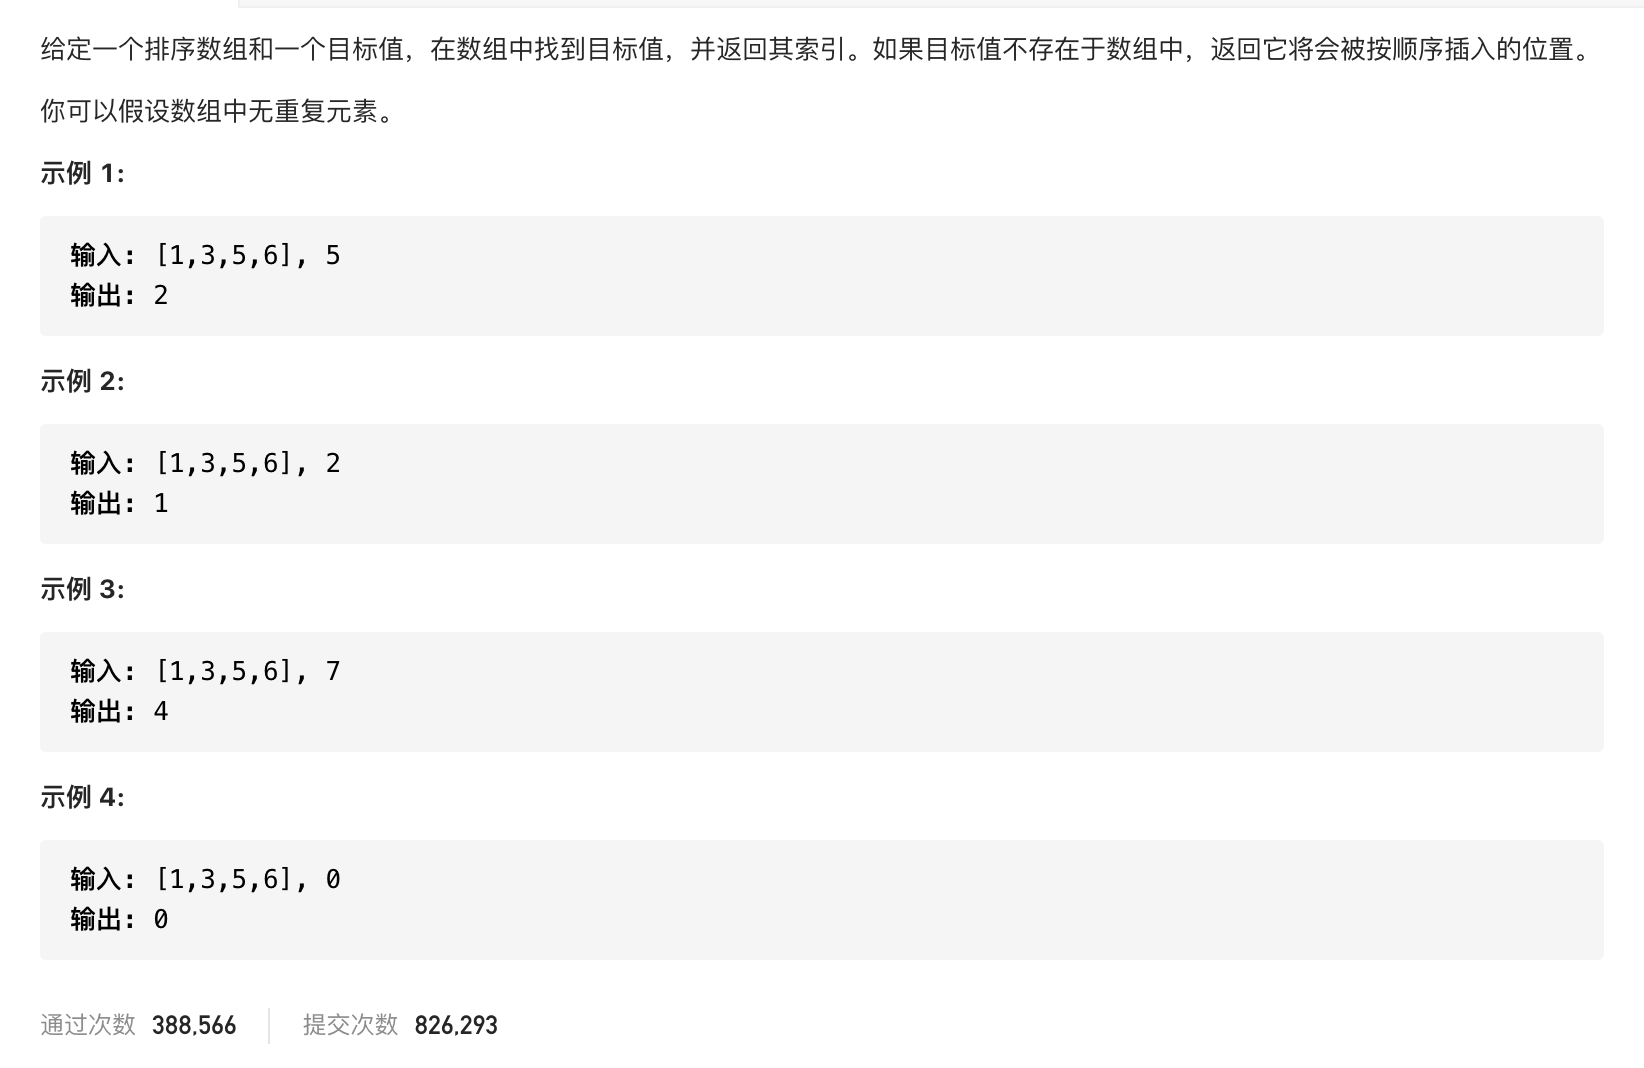 给定一个排序数组和一个目标值，在数组中找到目标值，并返回其索引。如果目标值不存在于数组中，返回它将会被按顺序插入的位置。
你可以假设数组中无重复元素。
示例 1:
输入: [1,3,5,6], 5
输出: 2
示例 2:
输入: [1,3,5,6], 2
输出: 1
示例 3:
输入: [1,3,5,6], 7
输出: 4
示例 4:
输入: [1,3,5,6], 0
输出: 0
通过次数 388,566 提交次数 826,293